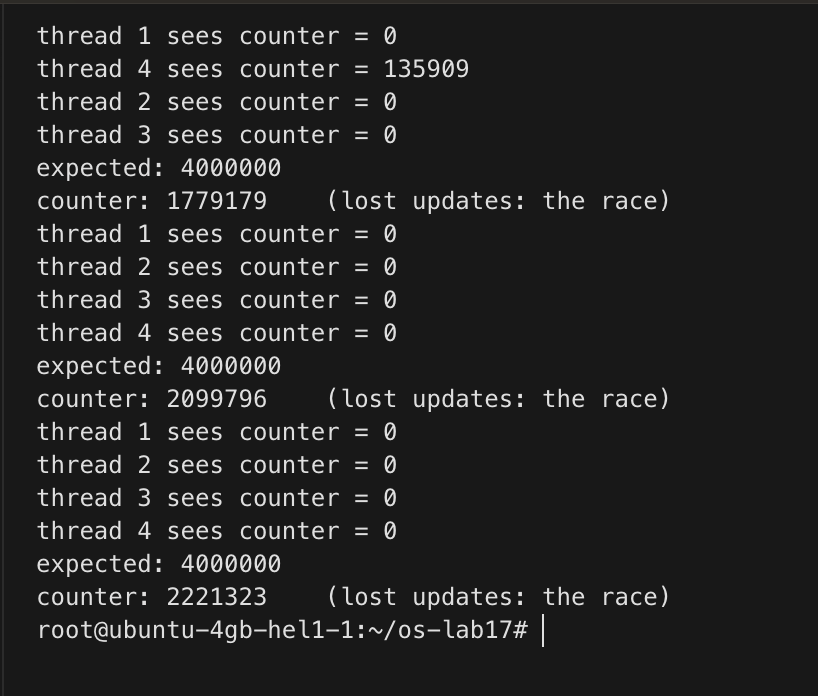 thread 1 sees counter = 0
thread 4 sees counter = 135909
thread 2 sees counter = 0
thread 3 sees counter = 0
expected: 4000000
counter: 1779179    (lost updates: the race)
thread 1 sees counter = 0
thread 2 sees counter = 0
thread 3 sees counter = 0
thread 4 sees counter = 0
expected: 4000000
counter: 2099796    (lost updates: the race)
thread 1 sees counter = 0
thread 2 sees counter = 0
thread 3 sees counter = 0
thread 4 sees counter = 0
expected: 4000000
counter: 2221323    (lost updates: the race)
root@ubuntu-4gb-hel1-1:~/os-lab17#